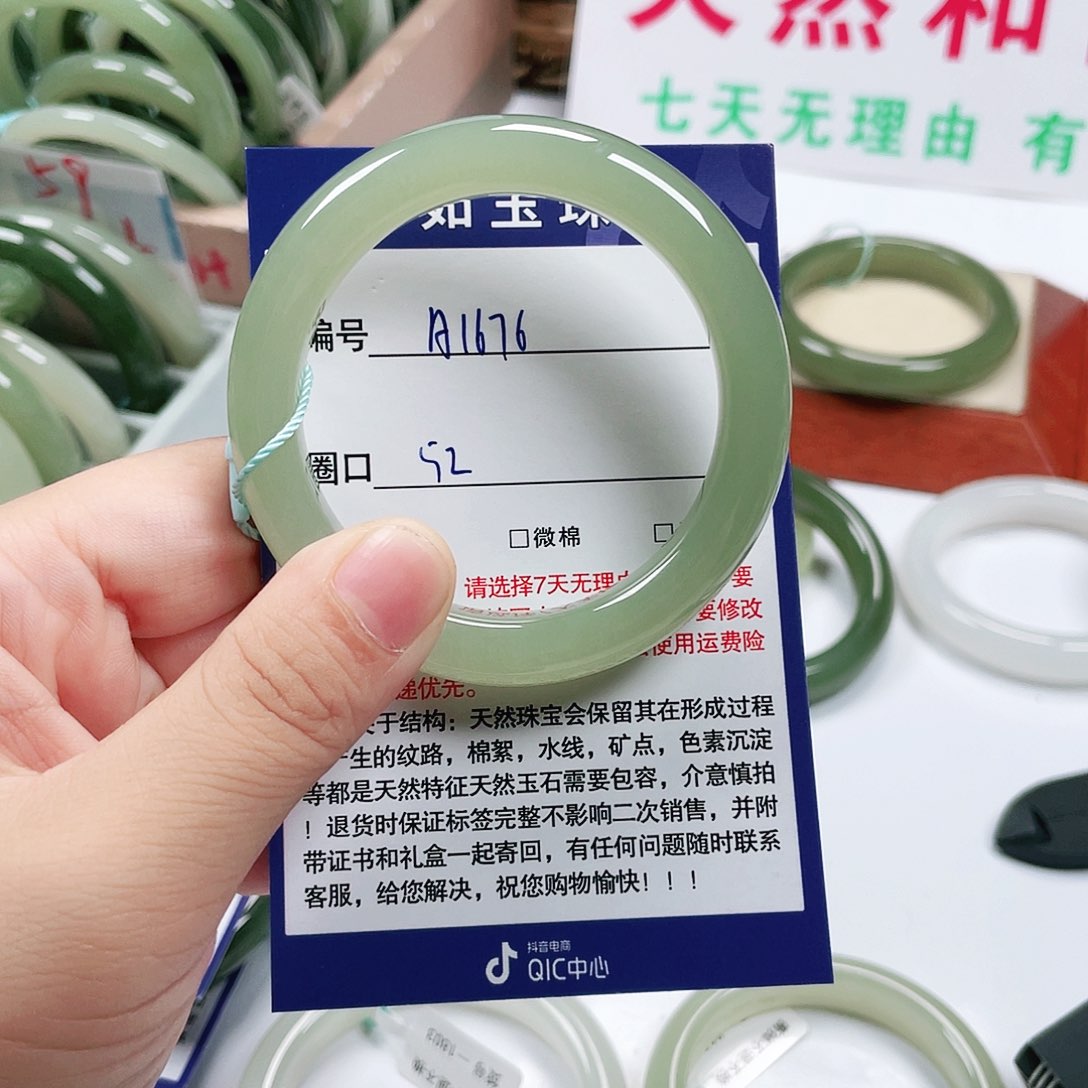 天然和
七天无理由 有
59
如玉珠
编号 A1676
圈口 52
□微棉 □
请选择7天无理由 要
要修改
使用运费险
递优先。
于结构：天然珠宝会保留其在形成过程
生的纹路，棉絮，水线，矿点，色素沉淀
等都是天然特征天然玉石需要包容，介意慎拍
！退货时保证标签完整不影响二次销售，并附
带证书和礼盒一起寄回，有任何问题随时联系
客服，给您解决，祝您购物愉快！！！
抖音电商
QIC中心